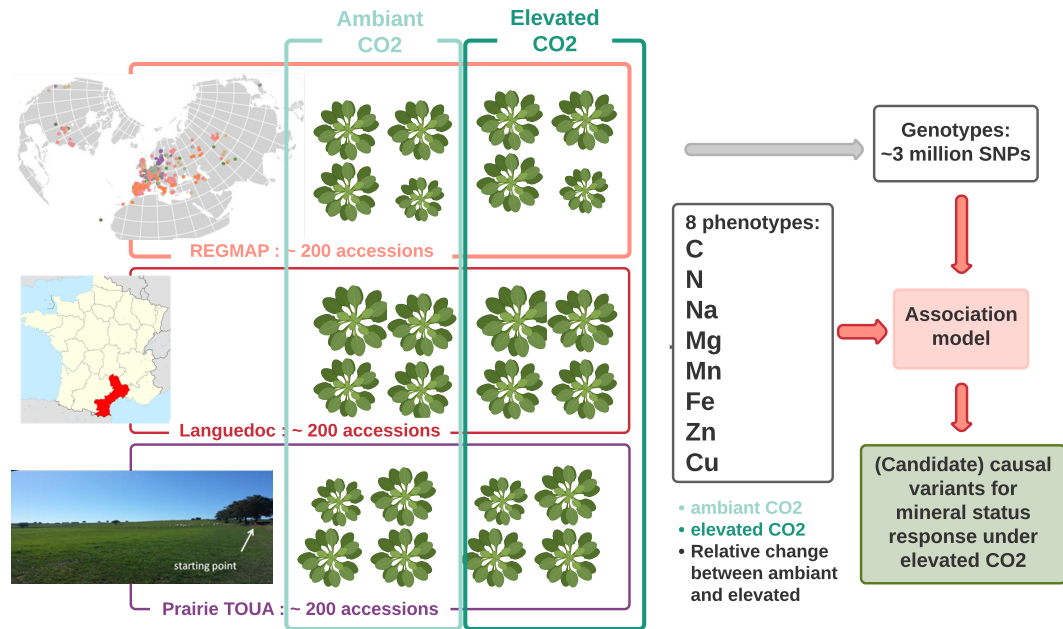 Ambiant
CO2
Elevated
CO2
REGMAP : ~ 200 accessions
Languedoc : ~ 200 accessions
starting point
Prairie TOUA : ~ 200 accessions
8 phenotypes:
C
N
Na
Mg
Mn
Fe
Zn
Cu
• ambiant CO2
• elevated CO2
• Relative change
between ambiant
and elevated
Genotypes:
~3 million SNPs
Association
model
(Candidate) causal
variants for
mineral status
response under
elevated CO2